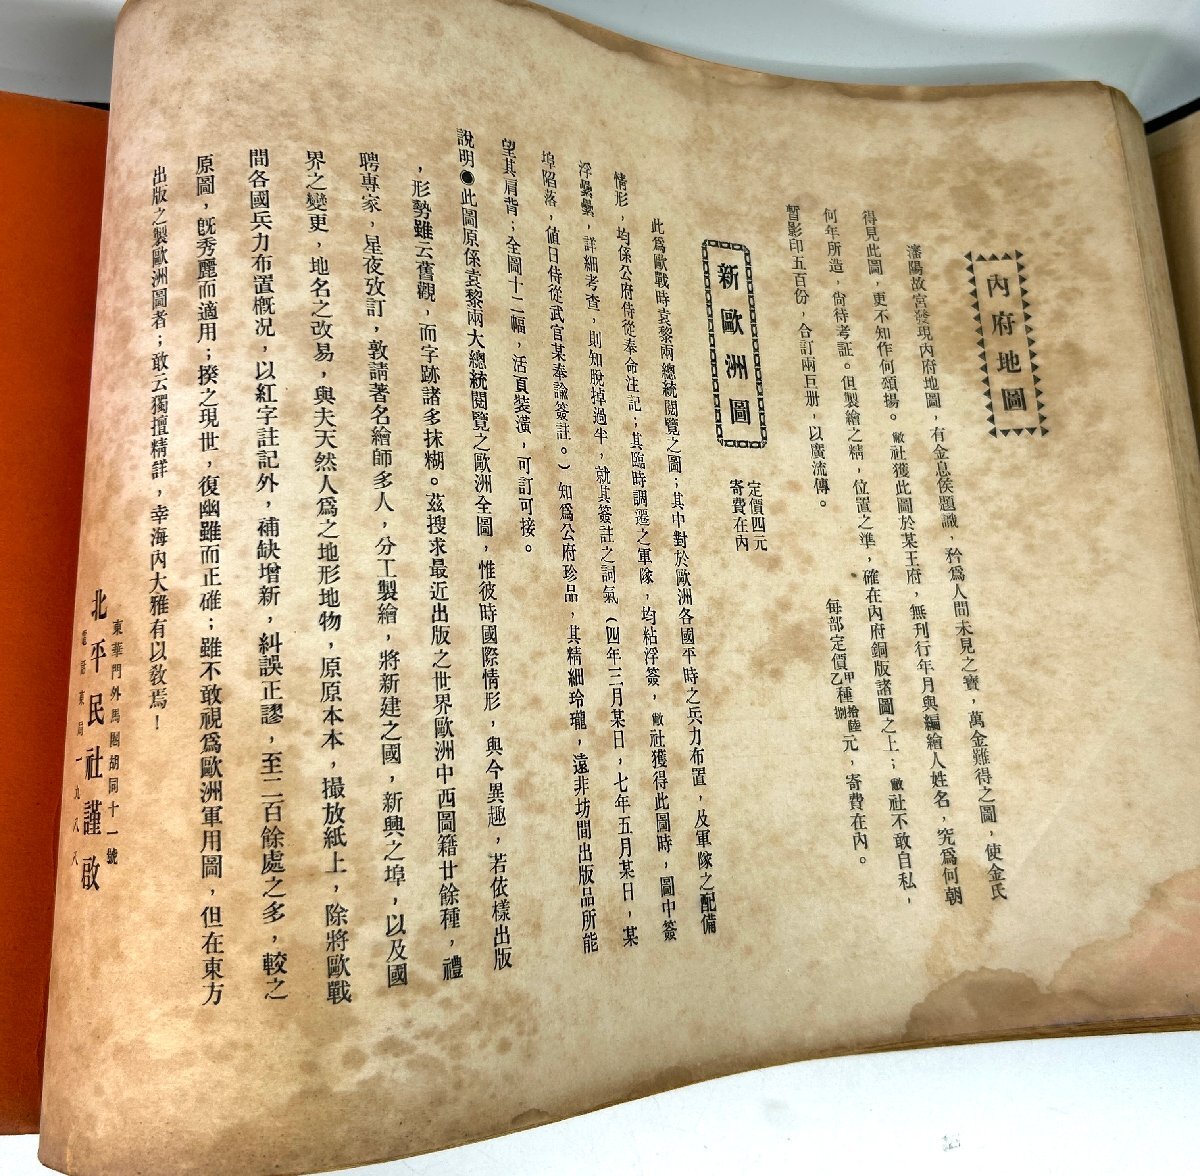 內府地圖
瀋陽故宮發現內府地圖，有金息侯題識，矜爲人間未見之寶，萬金難得之圖，使金氏
得見此圖，更不知作何頌揚。敝社獲此圖於某王府，無刊行年月與編繪人姓名，究爲何朝
何年所造，尙待考証。但製繪之精，位置之準，確在內府銅版諸圖之上；敝社不敢自私，
暫影印五百份，合訂兩巨册，以廣流傳。
每部定價甲種拾陸乙種捌元，寄費在內。
新歐洲圖
定價四元
寄費在內
此爲歐戰時袁黎兩總統閱覽之圖；其中對於歐洲各國平時之兵力布置，及軍隊之配備
情形，均係公府侍從奉命注記；其臨時調遷之軍隊，均粘浮簽，敝社獲得此圖時，圖中簽
浮纍纍，詳細考查，則知脫掉過半，就其簽註之詞氣（四年三月某日，七年五月某日，某
埠陷落，値日侍從武官某奉諭簽註。）知爲公府珍品，其精細玲瓏，遠非坊間出版品所能
望其肩背；全圖十二幅，活頁裝潢，可訂可接。
說明●此圖原係袁黎兩大總統閱覽之歐洲全圖，惟彼時國際情形，與今異趣，若依樣出版
，形勢雖云舊觀，而字跡諸多抹糊。茲搜求最近出版之世界歐洲中西圖籍廿餘種，禮
聘專家，星夜攷訂，敦請著名繪師多人，分工製繪，將新建之國，新興之埠，以及國
界之變更，地名之改易，與夫天然人爲之地形地物，原原本本，撮放紙上，除將歐戰
間各國兵力布置概况，以紅字註記外，補缺增新，糾誤正謬，至二百餘處之多，較之
原圖，旣秀麗而適用；揆之現世，復幽雖而正確；雖不敢視爲歐洲軍用圖，但在東方
出版之製歐洲圖者；敢云獨擅精詳，幸海內大雅有以敎焉！
東華門外馬圈胡同十一號
北平民社謹啟
電話東局一九八八